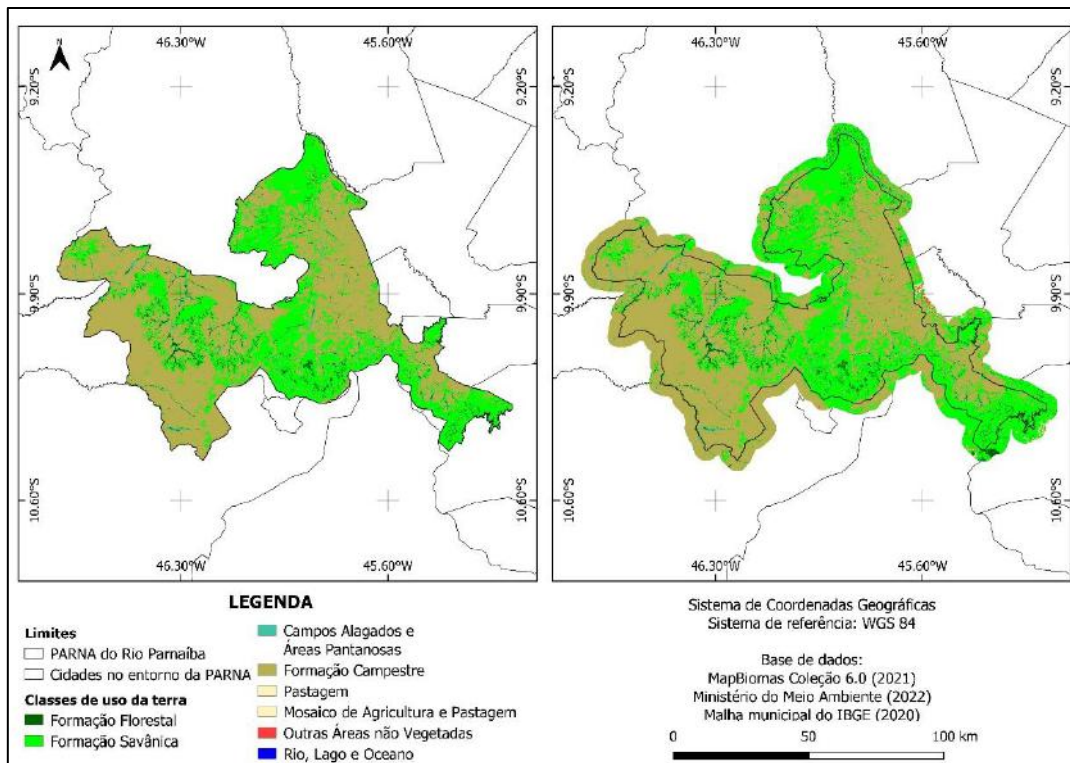 46.30°W 45.60°W
46.30°W 45.60°W
N
9.20°S
9.20°S
9.20°S
9.20°S
9.90°S
9.90°S
9.90°S
9.90°S
10.60°S
10.60°S
10.60°S
10.60°S
46.30°W 45.60°W
46.30°W 45.60°W
LEGENDA
Limites
PARNA do Rio Parnaíba
Cidades no entorno da PARNA
Classes de uso da terra
Formação Florestal
Formação Savânica
Campos Alagados e
Áreas Pantanosas
Formação Campestre
Pastagem
Mosaico de Agricultura e Pastagem
Outras Áreas não Vegetadas
Rio, Lago e Oceano
Sistema de Coordenadas Geográficas
Sistema de referência: WGS 84
Base de dados:
MapBiomas Coleção 6.0 (2021)
Ministério do Meio Ambiente (2022)
Malha municipal do IBGE (2020)
0 50 100 km